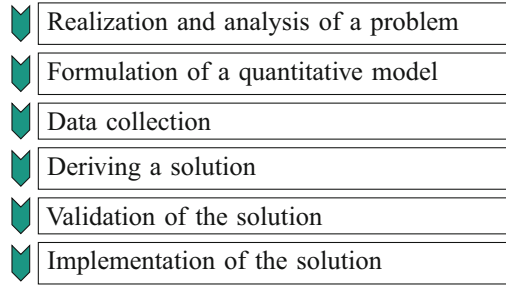 Realization and analysis of a problem
Formulation of a quantitative model
Data collection
Deriving a solution
Validation of the solution
Implementation of the solution